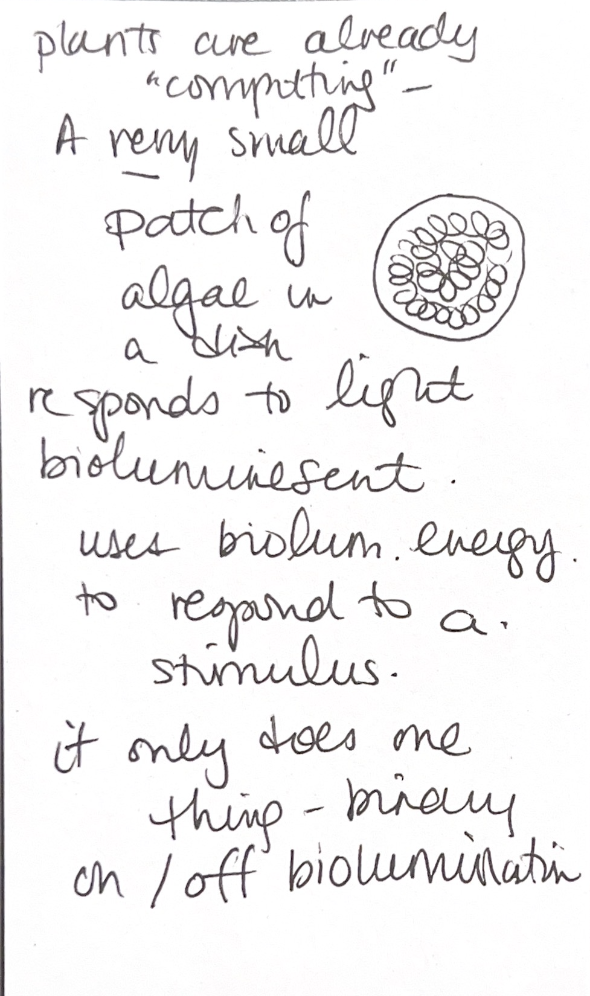 plants are already
"computing" –
A very small
patch of
algae in
a dish
responds to light
bioluminesent.
uses biolum. energy.
to respond to a.
stimulus.
it only does one
thing – binary
on / off biolumination